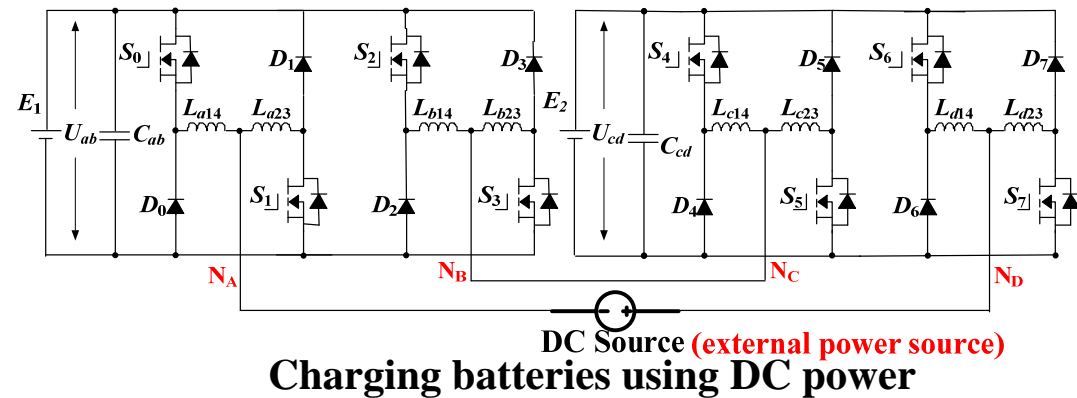 S0 D1 S2 D3 S4 D5 S6 D7
E1 Uab Cab La14 La23 Lb14 Lb23 E2 Ucd Ccd Lc14 Lc23 Ld14 Ld23
D0 S1 D2 S3 D4 S5 D6 S7
NA NB NC ND
- +
DC Source (external power source)
Charging batteries using DC power